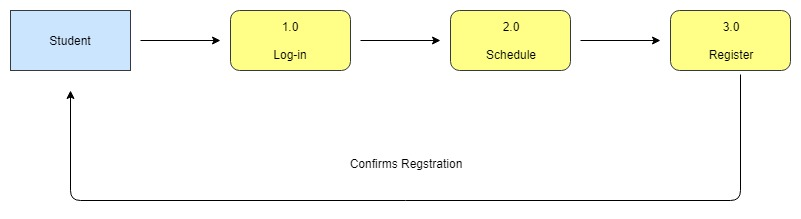 Student
1.0
Log-in
2.0
Schedule
3.0
Register
Confirms Regstration